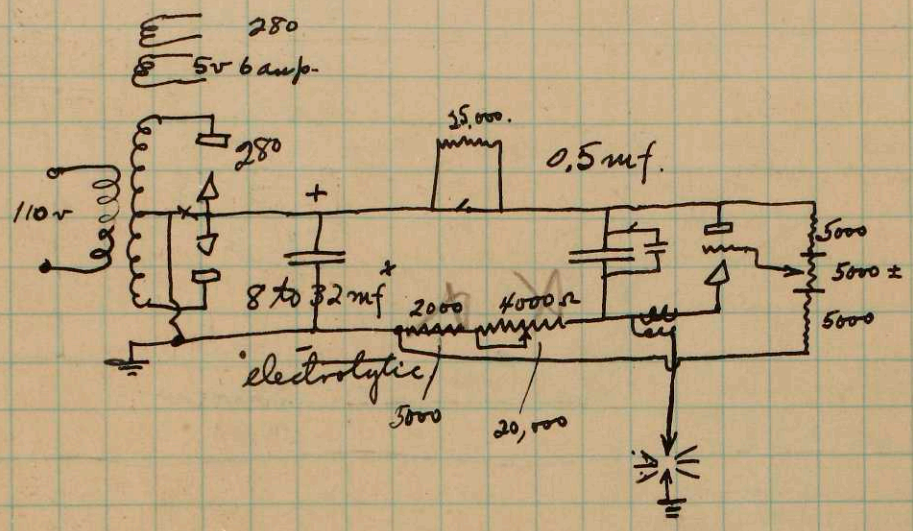 280
5v 6 amp.
280
15,000.
0,5 mf.
110 v
+
8 to 32 mf
electrolytic
2000
4000 Ω
5000
20,000
5000
5000 ±
5000